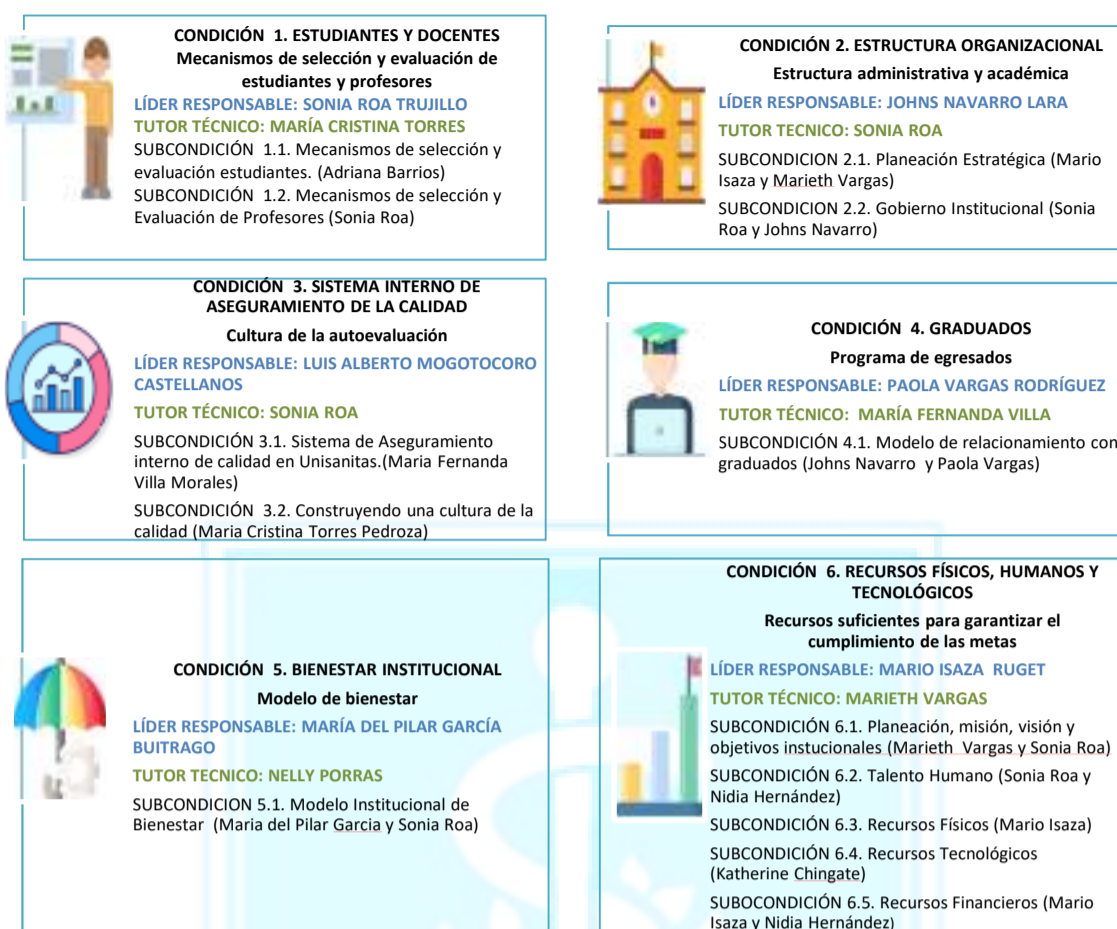 CONDICIÓN 1. ESTUDIANTES Y DOCENTES
Mecanismos de selección y evaluación de
estudiantes y profesores
LÍDER RESPONSABLE: SONIA ROA TRUJILLO
TUTOR TÉCNICO: MARÍA CRISTINA TORRES
SUBCONDICIÓN 1.1. Mecanismos de selección y
evaluación estudiantes. (Adriana Barrios)
SUBCONDICIÓN 1.2. Mecanismos de selección y
Evaluación de Profesores (Sonia Roa)
CONDICIÓN 2. ESTRUCTURA ORGANIZACIONAL
Estructura administrativa y académica
LÍDER RESPONSABLE: JOHNS NAVARRO LARA
TUTOR TECNICO: SONIA ROA
SUBCONDICION 2.1. Planeación Estratégica (Mario
Isaza y Marieth Vargas)
SUBCONDICION 2.2. Gobierno Institucional (Sonia
Roa y Johns Navarro)
CONDICIÓN 3. SISTEMA INTERNO DE
ASEGURAMIENTO DE LA CALIDAD
Cultura de la autoevaluación
LÍDER RESPONSABLE: LUIS ALBERTO MOGOTOCORO
CASTELLANOS
TUTOR TÉCNICO: SONIA ROA
SUBCONDICIÓN 3.1. Sistema de Aseguramiento
interno de calidad en Unisanitas.(Maria Fernanda
Villa Morales)
SUBCONDICIÓN 3.2. Construyendo una cultura de la
calidad (Maria Cristina Torres Pedroza)
CONDICIÓN 4. GRADUADOS
Programa de egresados
LÍDER RESPONSABLE: PAOLA VARGAS RODRÍGUEZ
TUTOR TÉCNICO: MARÍA FERNANDA VILLA
SUBCONDICIÓN 4.1. Modelo de relacionamiento con
graduados (Johns Navarro y Paola Vargas)
CONDICIÓN 5. BIENESTAR INSTITUCIONAL
Modelo de bienestar
LÍDER RESPONSABLE: MARÍA DEL PILAR GARCÍA
BUITRAGO
TUTOR TECNICO: NELLY PORRAS
SUBCONDICION 5.1. Modelo Institucional de
Bienestar (Maria del Pilar Garcia y Sonia Roa)
CONDICIÓN 6. RECURSOS FÍSICOS, HUMANOS Y
TECNOLÓGICOS
Recursos suficientes para garantizar el
cumplimiento de las metas
LÍDER RESPONSABLE: MARIO ISAZA RUGET
TUTOR TÉCNICO: MARIETH VARGAS
SUBCONDICIÓN 6.1. Planeación, misión, visión y
objetivos instucionales (Marieth Vargas y Sonia Roa)
SUBCONDICIÓN 6.2. Talento Humano (Sonia Roa y
Nidia Hernández)
SUBCONDICIÓN 6.3. Recursos Físicos (Mario Isaza)
SUBCONDICIÓN 6.4. Recursos Tecnológicos
(Katherine Chingate)
SUBOCONDICIÓN 6.5. Recursos Financieros (Mario
Isaza y Nidia Hernández)